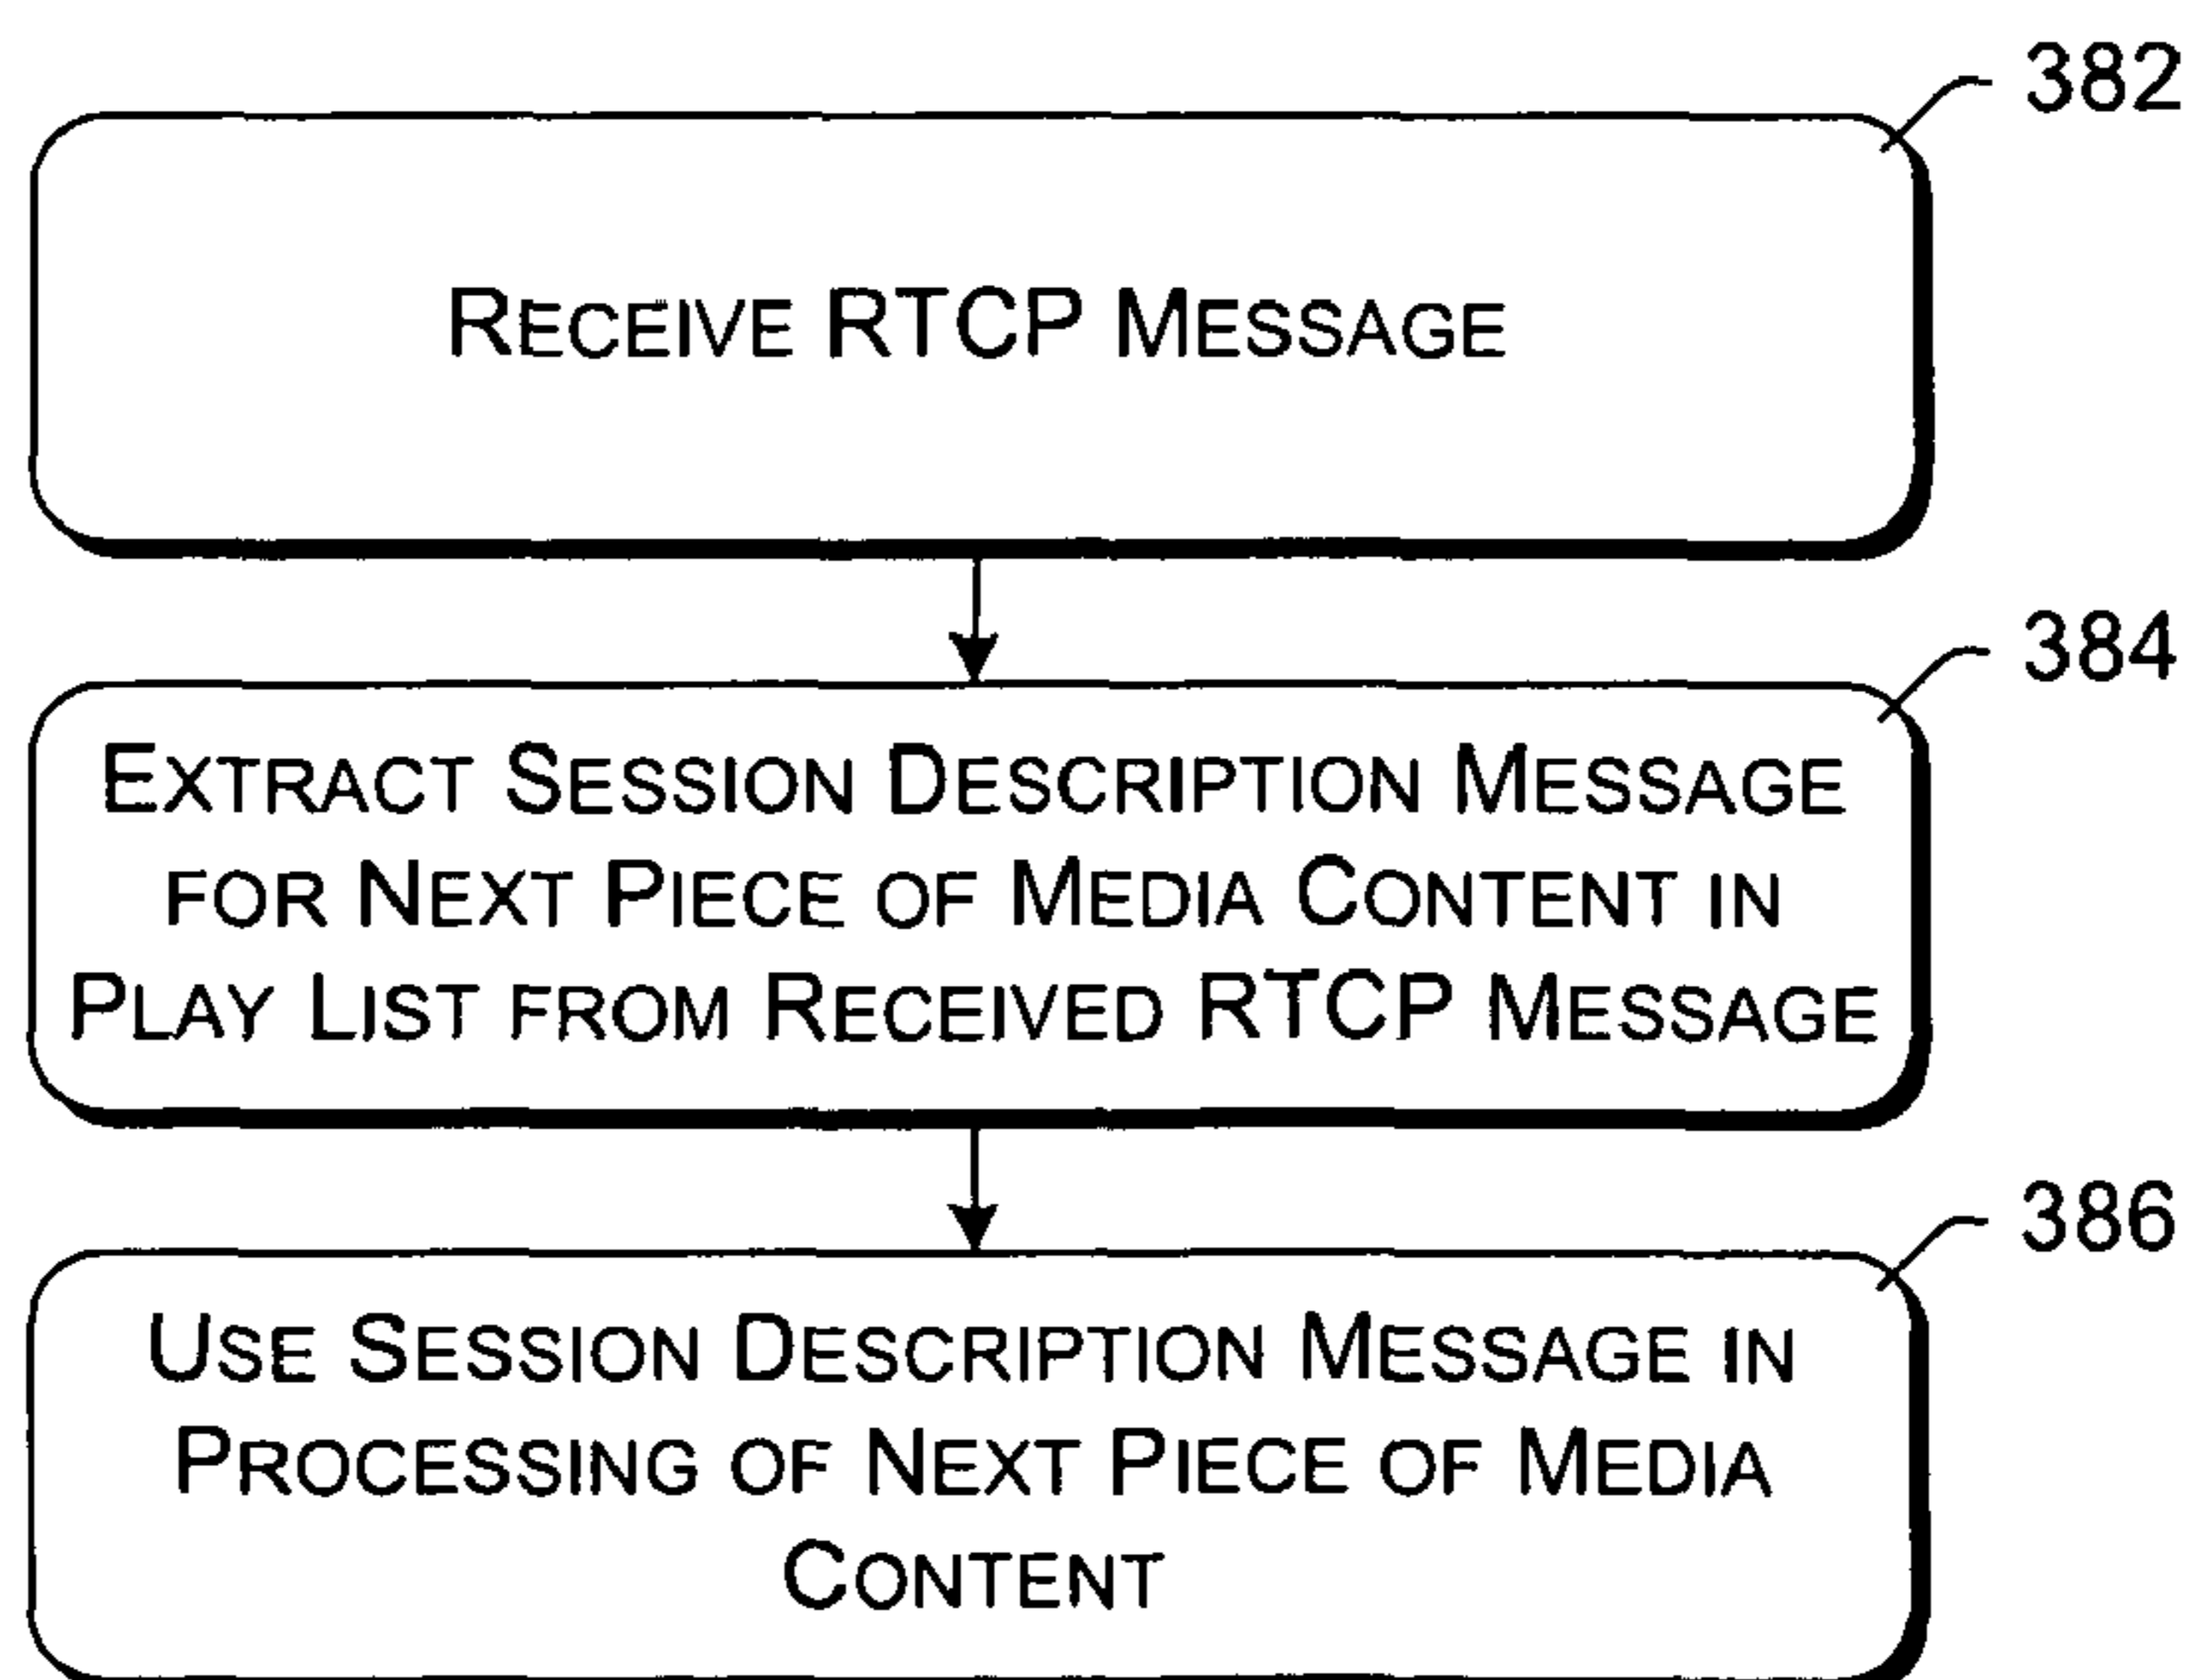 382
RECEIVE RTCP MESSAGE
384
EXTRACT SESSION DESCRIPTION MESSAGE
FOR NEXT PIECE OF MEDIA CONTENT IN
PLAY LIST FROM RECEIVED RTCP MESSAGE
386
USE SESSION DESCRIPTION MESSAGE IN
PROCESSING OF NEXT PIECE OF MEDIA
CONTENT